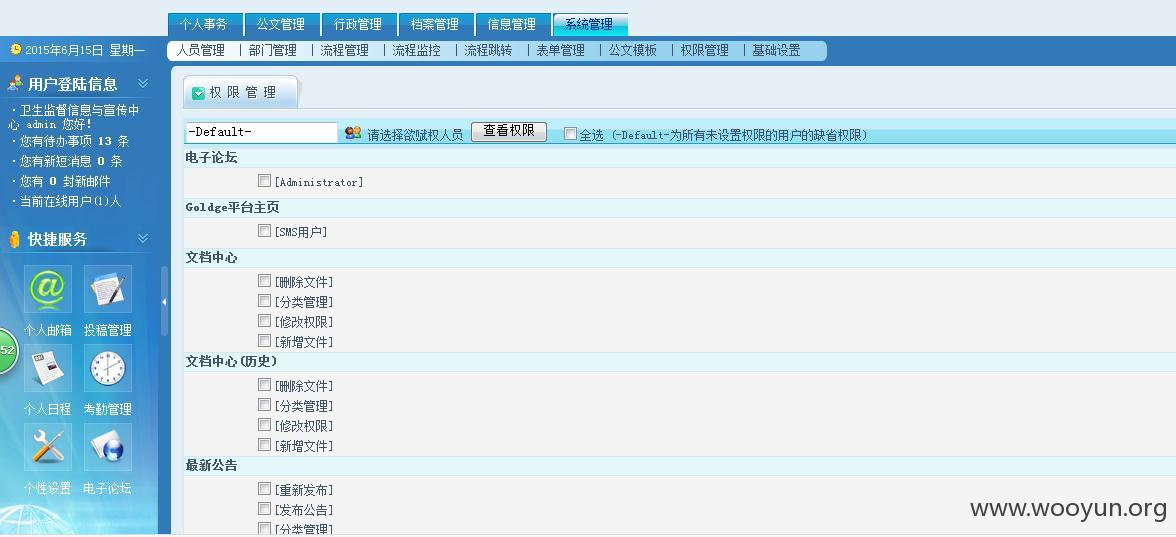 个人事务 公文管理 行政管理 档案管理 信息管理 系统管理
2015年6月15日 星期一
人员管理 | 部门管理 | 流程管理 | 流程监控 | 流程跳转 | 表单管理 | 公文模板 | 权限管理 | 基础设置
用户登陆信息
·卫生监督信息与宣传中
心 admin 您好!
·您有待办事项 13 条
·您有新短消息 0 条
·您有 0 封新邮件
·当前在线用户(1)人
快捷服务
个人邮箱 投稿管理
52
个人日程 考勤管理
个性设置 电子论坛
权限管理
-Default- 请选择欲赋权人员 查看权限 全选 (-Default-为所有未设置权限的用户的缺省权限)
电子论坛
[Administrator]
Goldge平台主页
[SMS用户]
文档中心
[删除文件]
[分类管理]
[修改权限]
[新增文件]
文档中心(历史)
[删除文件]
[分类管理]
[修改权限]
[新增文件]
最新公告
[重新发布]
[发布公告]
[分类管理]
www.wooyun.org